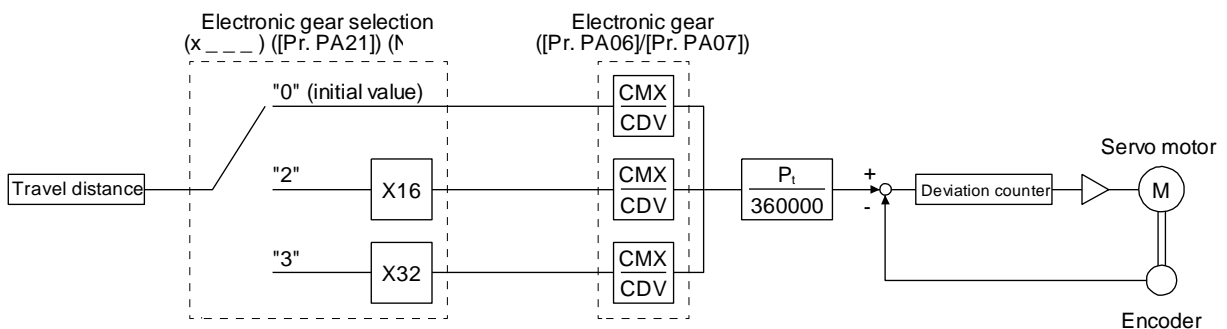 Electronic gear selection
(x _ _ _ ) ([Pr. PA21]) (
Electronic gear
([Pr. PA06]/[Pr. PA07])
"0" (initial value)
CMX
CDV
Servo motor
Travel distance
"2"
X16
CMX
CDV
Pt
360000
+
-
Deviation counter
M
"3"
X32
CMX
CDV
Encoder